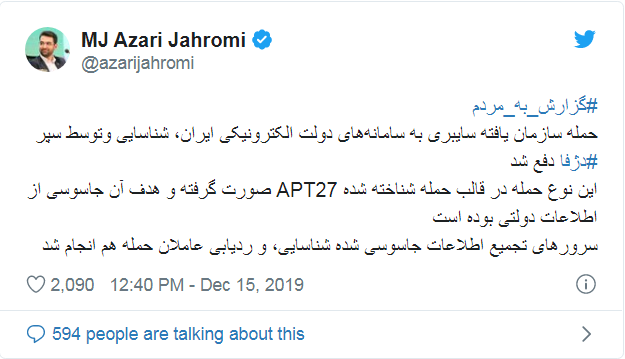 MJ Azari Jahromi
@azarijahromi
#گزارش_به_مردم
حمله سازمان یافته سایبری به سامانه‌های دولت الکترونیکی ایران، شناسایی وتوسط سپر
#دژفا دفع شد
این نوع حمله در قالب حمله شناخته شده APT27 صورت گرفته و هدف آن جاسوسی از
اطلاعات دولتی بوده است
سرورهای تجمیع اطلاعات جاسوسی شده شناسایی، و ردیابی عاملان حمله هم انجام شد
2,090 12:40 PM - Dec 15, 2019
594 people are talking about this